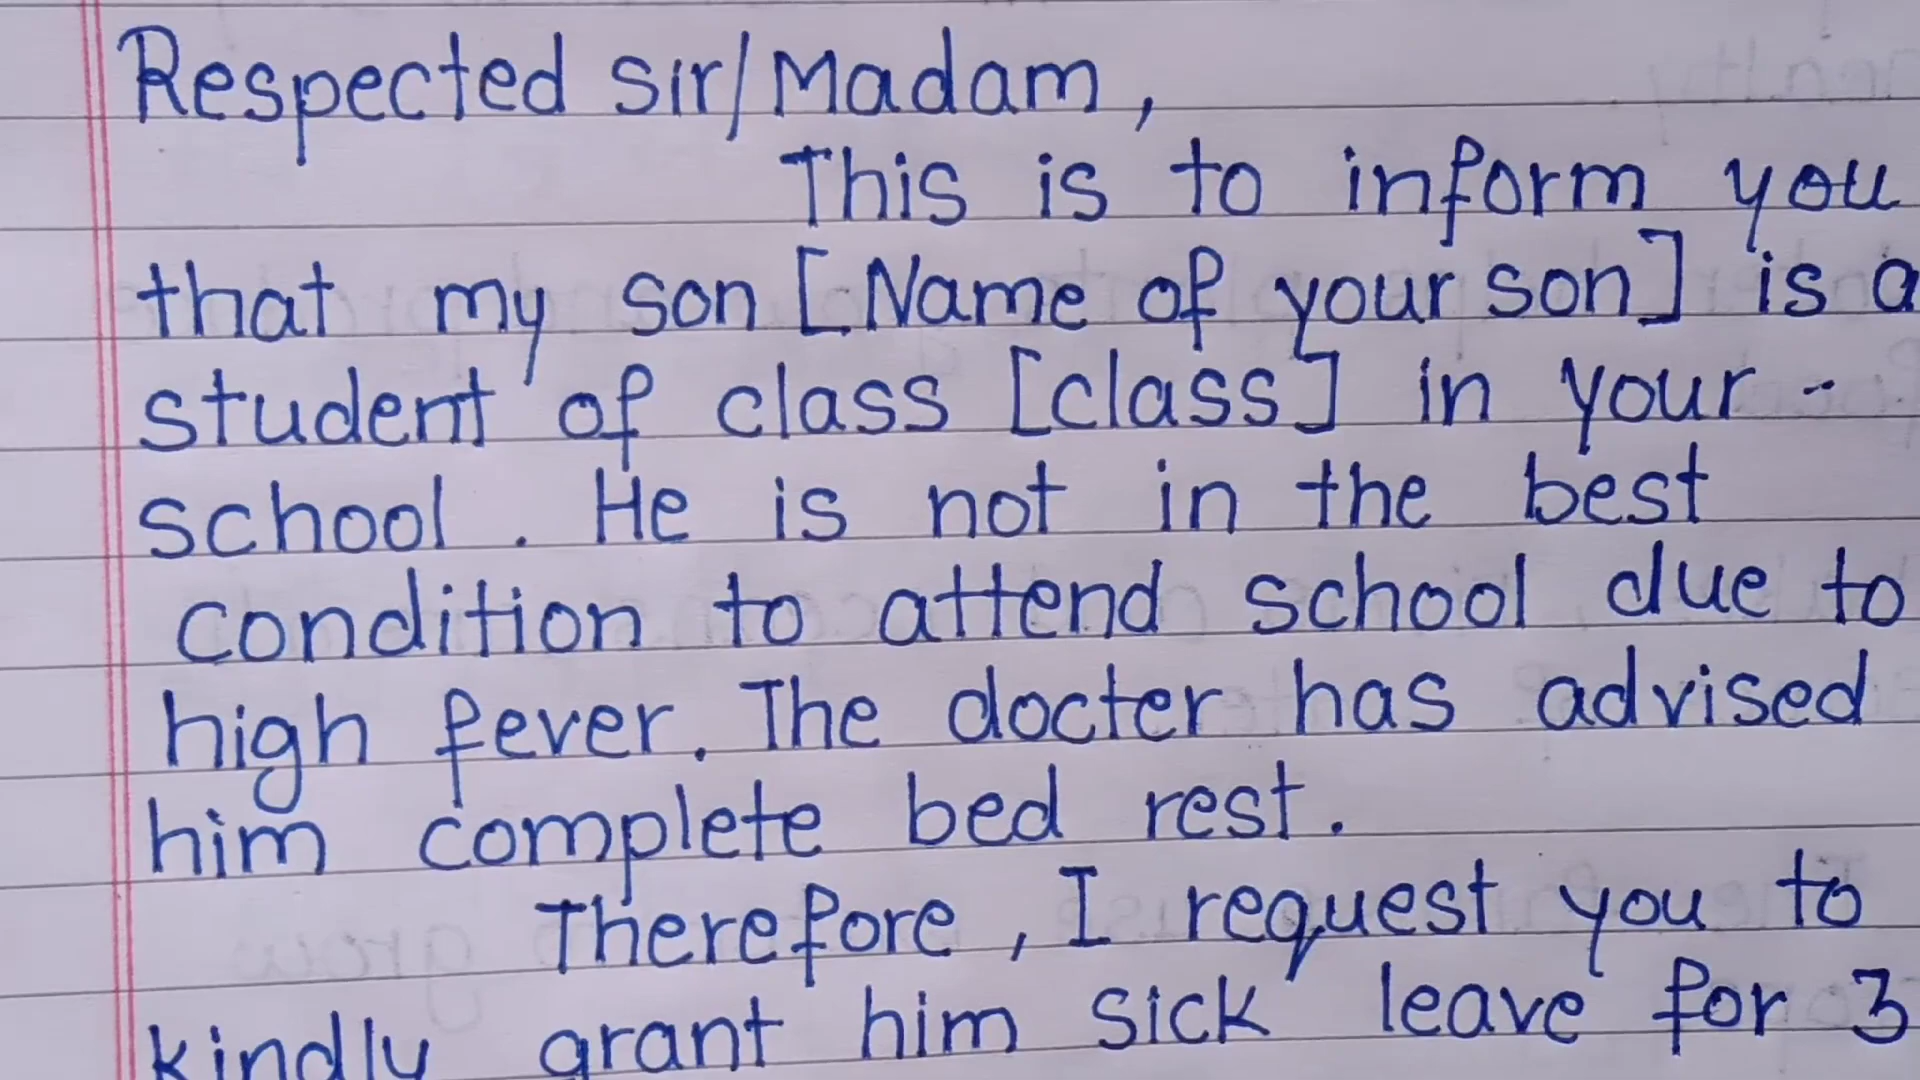 Respected Sir/Madam,
This is to inform you
that my son [Name of your son] is a
student of class [class] in your -
school. He is not in the best
condition to attend school due to
high fever. The docter has advised
him complete bed rest.
Therefore, I request you to
kindly grant him sick leave for 3